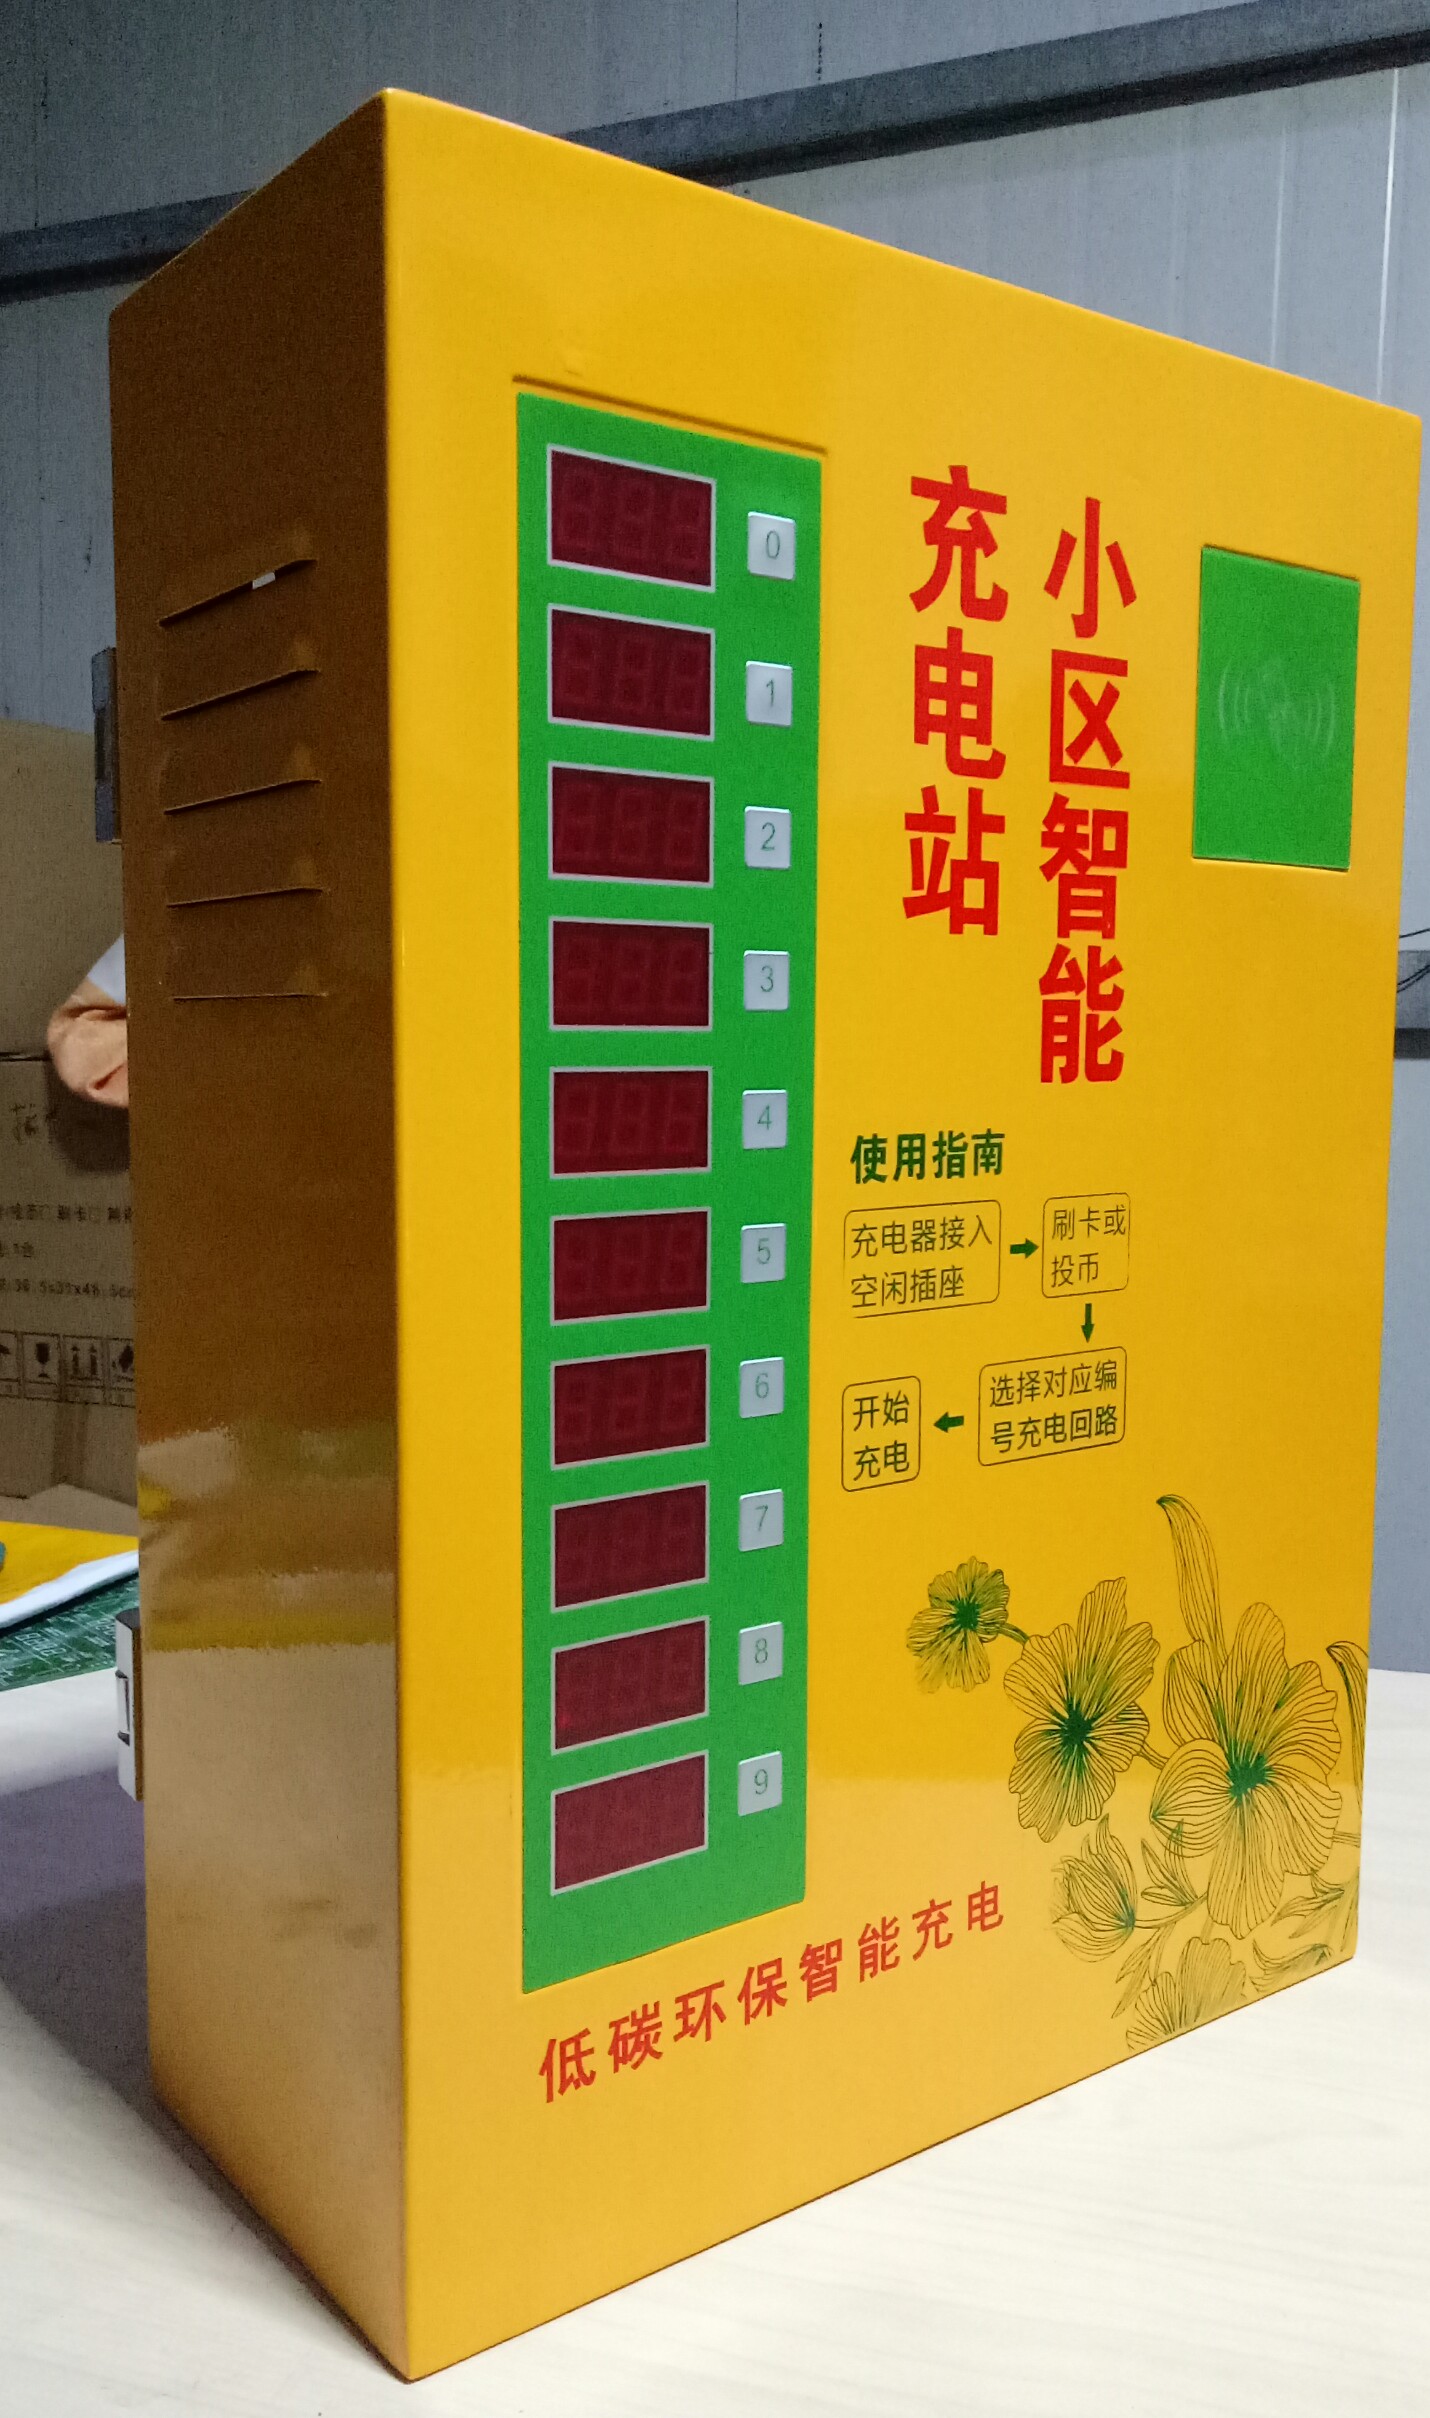 小区智能
充电站
0
1
2
3
4
5
6
7
8
9
使用指南
充电器接入
空闲插座
刷卡或
投币
选择对应编
号充电回路
开始
充电
低碳环保智能充电